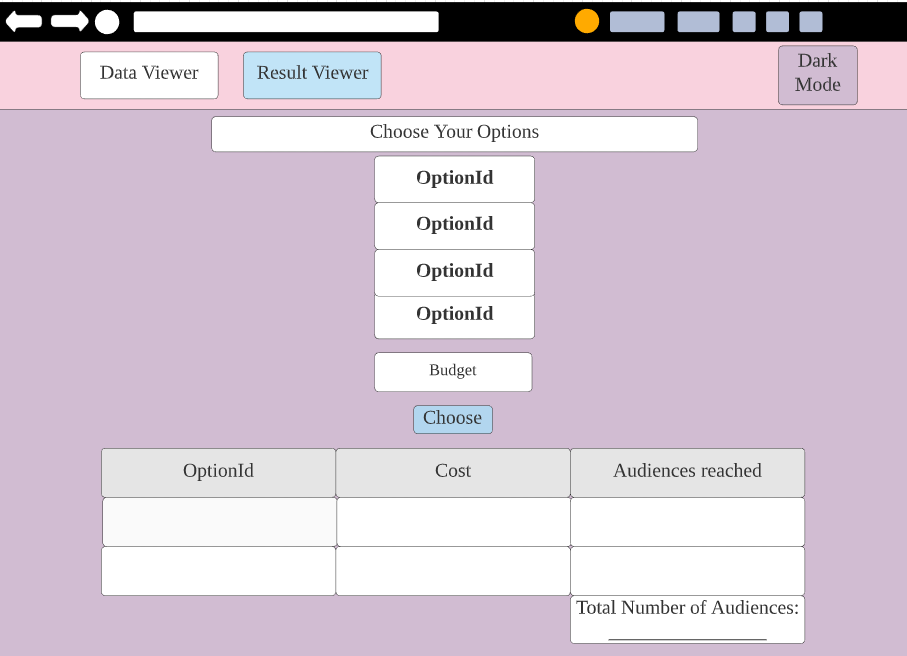 Data Viewer
Result Viewer
Dark
Mode
Choose Your Options
OptionId
OptionId
OptionId
OptionId
Budget
Choose
OptionId
Cost
Audiences reached
Total Number of Audiences: